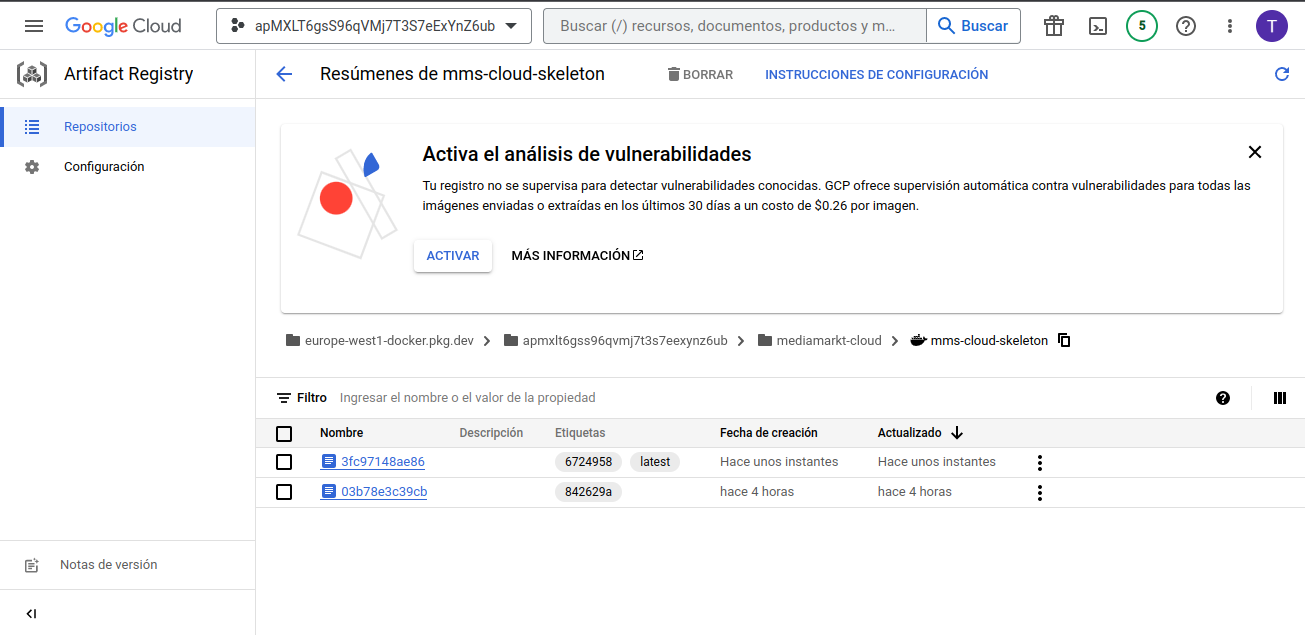 Google Cloud
apMXLT6gsS96qVMj7T3S7eExYnZ6ub
Buscar (/) recursos, documentos, productos y m...
Buscar
5
T
Artifact Registry
Resúmenes de mms-cloud-skeleton
BORRAR
INSTRUCCIONES DE CONFIGURACIÓN
Repositorios
Configuración
Activa el análisis de vulnerabilidades
Tu registro no se supervisa para detectar vulnerabilidades conocidas. GCP ofrece supervisión automática contra vulnerabilidades para todas las
imágenes enviadas o extraídas en los últimos 30 días a un costo de $0.26 por imagen.
ACTIVAR
MÁS INFORMACIÓN
europe-west1-docker.pkg.dev
apmxlt6gss96qvmj7t3s7eexynz6ub
mediamarkt-cloud
mms-cloud-skeleton
Filtro Ingresar el nombre o el valor de la propiedad
Nombre Descripción Etiquetas Fecha de creación Actualizado
3fc97148ae86 6724958 latest Hace unos instantes Hace unos instantes
03b78e3c39cb 842629a hace 4 horas hace 4 horas
Notas de versión